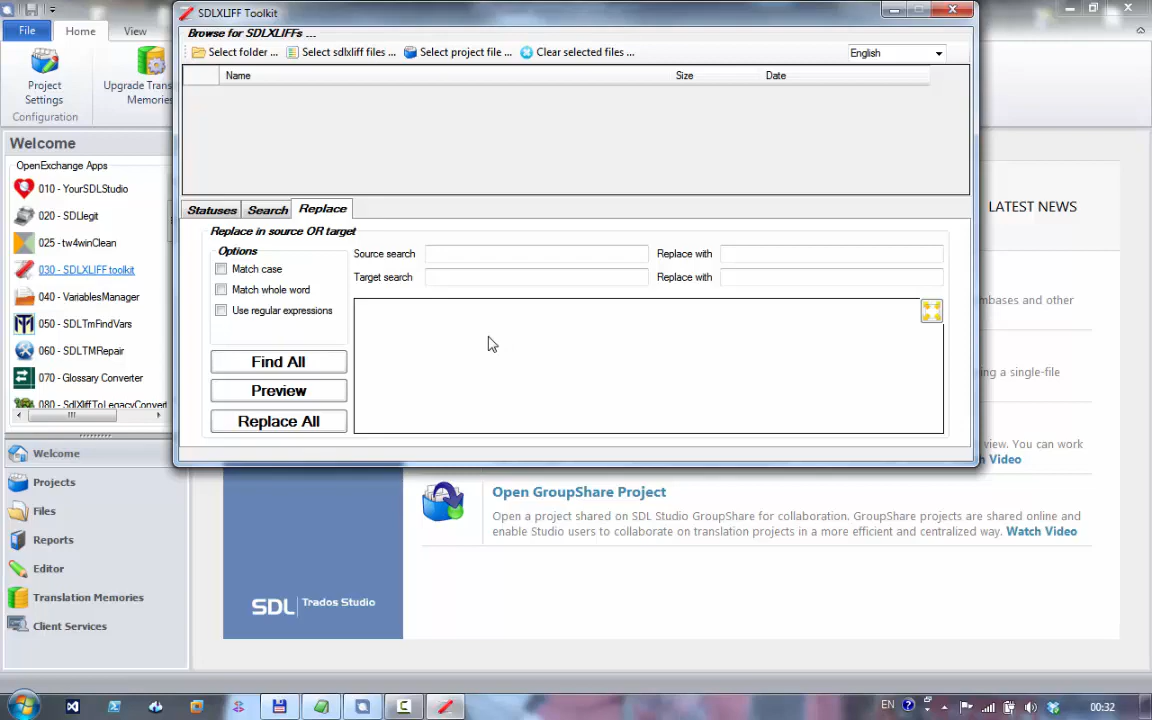 SDLXLIFF Toolkit
Browse for SDLXLIFFs ...
Select folder ... Select sdlxliff files ... Select project file ... Clear selected files ... English
Name Size Date
File Home View
Project Settings
Upgrade Trans
Memories
Configuration
Welcome
OpenExchange Apps
010 - YourSDLStudio
020 - SDLlegit
025 - tw4winClean
030 - SDLXLIFF toolkit
040 - VariablesManager
050 - SDLTmFindVars
060 - SDLTMRepair
070 - Glossary Converter
080 - SdlXliffToLegacyConvert
Welcome
Projects
Files
Reports
Editor
Translation Memories
Client Services
Statuses Search Replace
Replace in source OR target
Options
Match case
Match whole word
Use regular expressions
Source search Replace with
Target search Replace with
Find All
Preview
Replace All
LATEST NEWS
mbases and other
ng a single-file
view. You can work
h Video
Open GroupShare Project
Open a project shared on SDL Studio GroupShare for collaboration. GroupShare projects are shared online and
enable Studio users to collaborate on translation projects in a more efficient and centralized way. Watch Video
SDL Trados Studio
EN 00:32